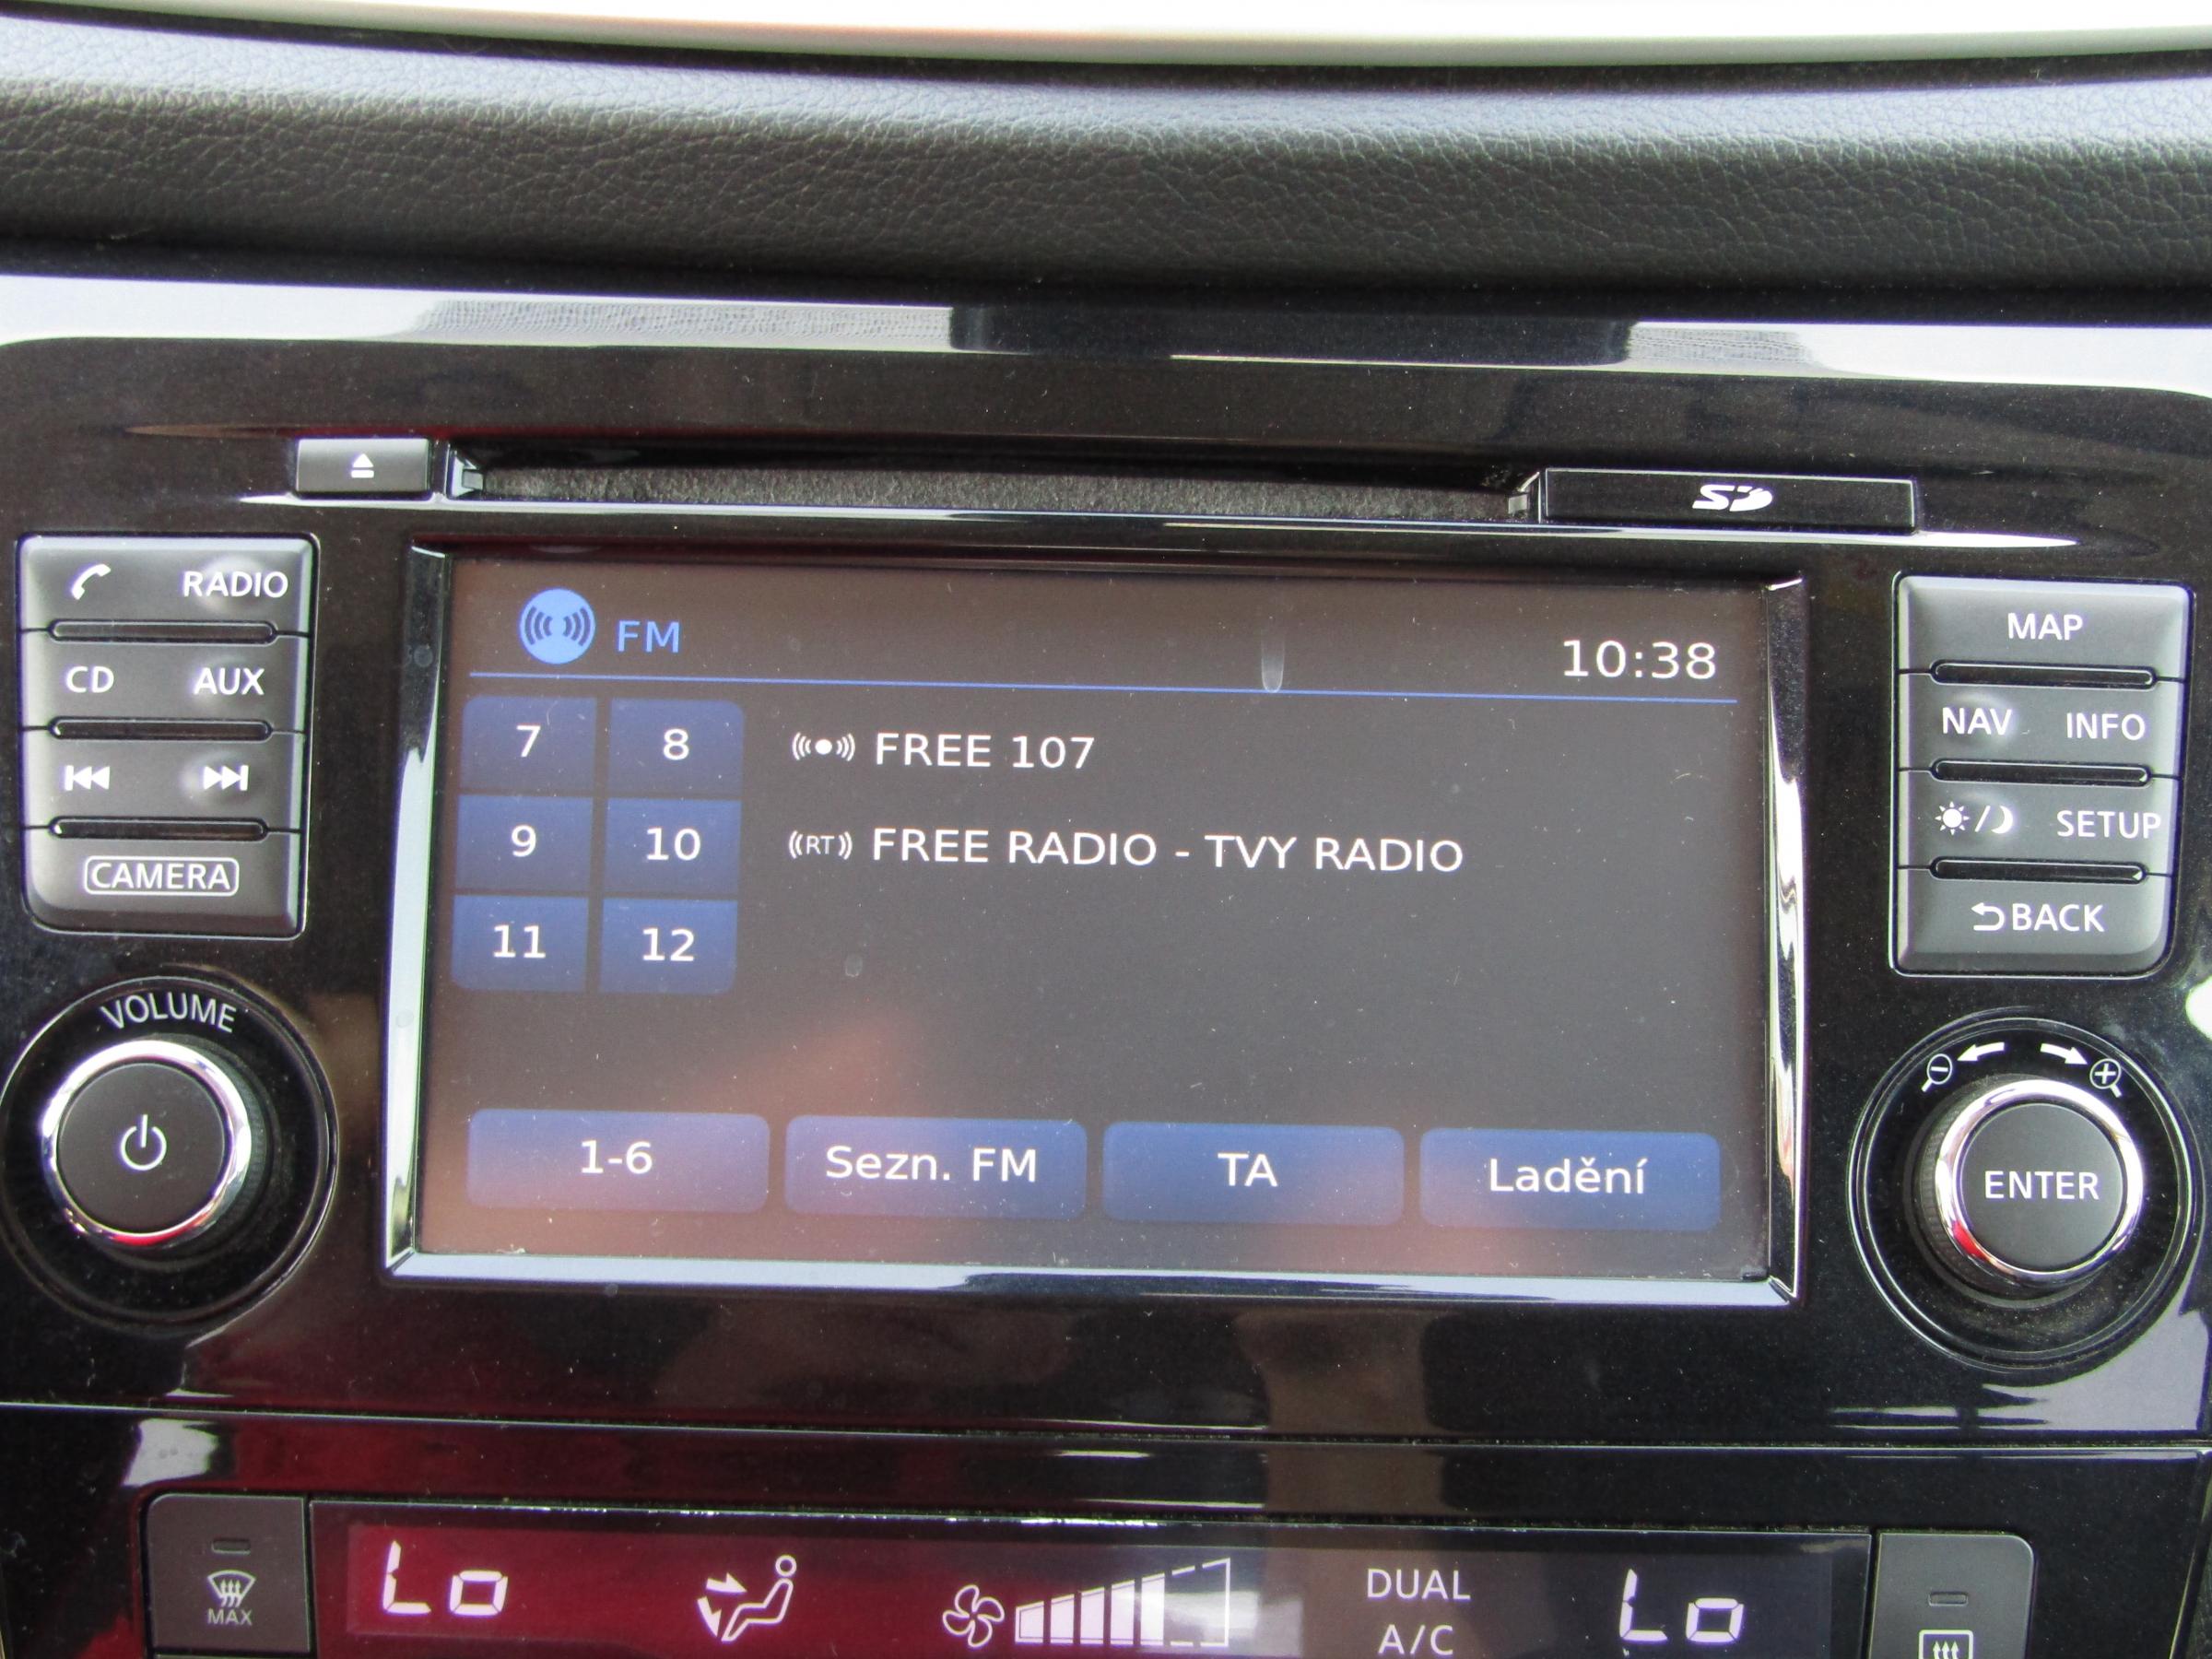 SD
RADIO
CD AUX
CAMERA
VOLUME
FM 10:38
7 8 FREE 107
9 10 RT FREE RADIO - TVY RADIO
11 12
1-6 Sezn. FM TA Ladění
MAP
NAV INFO
SETUP
BACK
ENTER
MAX
Lo DUAL Lo
A/C